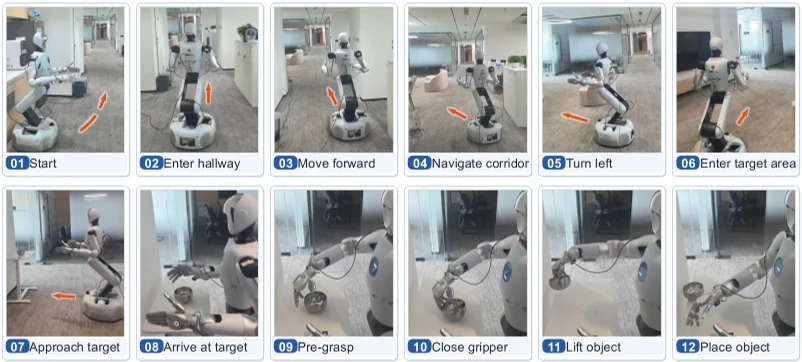 01 Start
02 Enter hallway
03 Move forward
04 Navigate corridor
05 Turn left
06 Enter target area
07 Approach target
08 Arrive at target
09 Pre-grasp
10 Close gripper
11 Lift object
12 Place object